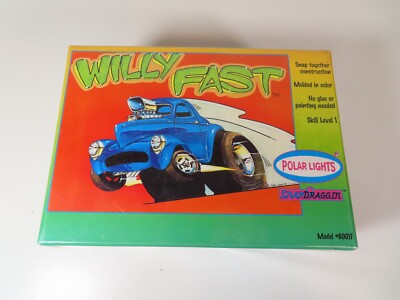 WILLY FAST
Snap together
construction
Molded in color
No glue or
painting needed
Skill Level 1
POLAR LIGHTS
SNAPDRAGGIN
Model #6001